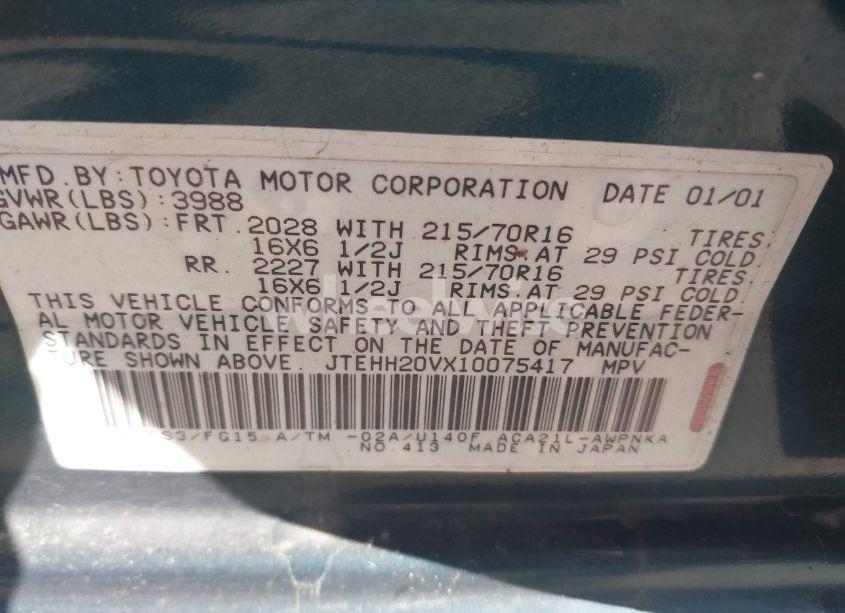 MFD. BY: TOYOTA MOTOR CORPORATION DATE 01/01
GVWR(LBS): 3988
GAWR(LBS): FRT. 2028 WITH 215/70R16 TIRES.
16X6 1/2J RIMS. AT 29 PSI COLD
RR. 2227 WITH 215/70R16 TIRES.
16X6 1/2J RIMS. AT 29 PSI COLD
THIS VEHICLE CONFORMS TO ALL APPLICABLE FEDER-
AL MOTOR VEHICLE SAFETY AND THEFT PREVENTION
STANDARDS IN EFFECT ON THE DATE OF MANUFAC-
TURE SHOWN ABOVE. JTEHH20VX10075417 MPV
/FG15 A/TM -02A/U140F ACA21L-AWPNKA
NO. 413 MADE IN JAPAN